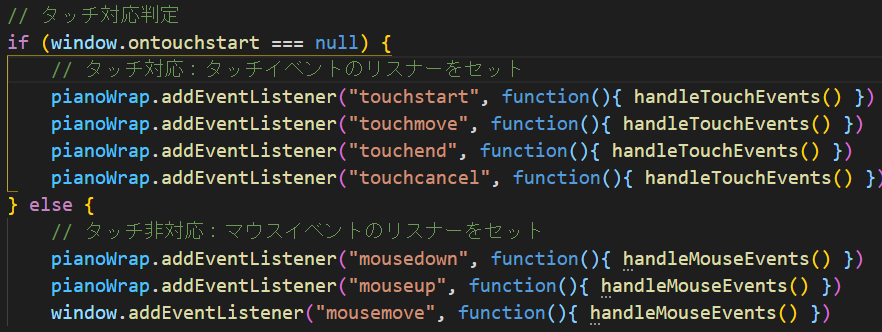 // タッチ対応判定
if (window.ontouchstart === null) {
// タッチ対応：タッチイベントのリスナーをセット
pianoWrap.addEventListener("touchstart", function(){ handleTouchEvents() })
pianoWrap.addEventListener("touchmove", function(){ handleTouchEvents() })
pianoWrap.addEventListener("touchend", function(){ handleTouchEvents() })
pianoWrap.addEventListener("touchcancel", function(){ handleTouchEvents() })
} else {
// タッチ非対応：マウスイベントのリスナーをセット
pianoWrap.addEventListener("mousedown", function(){ handleMouseEvents() })
pianoWrap.addEventListener("mouseup", function(){ handleMouseEvents() })
window.addEventListener("mousemove", function(){ handleMouseEvents() })